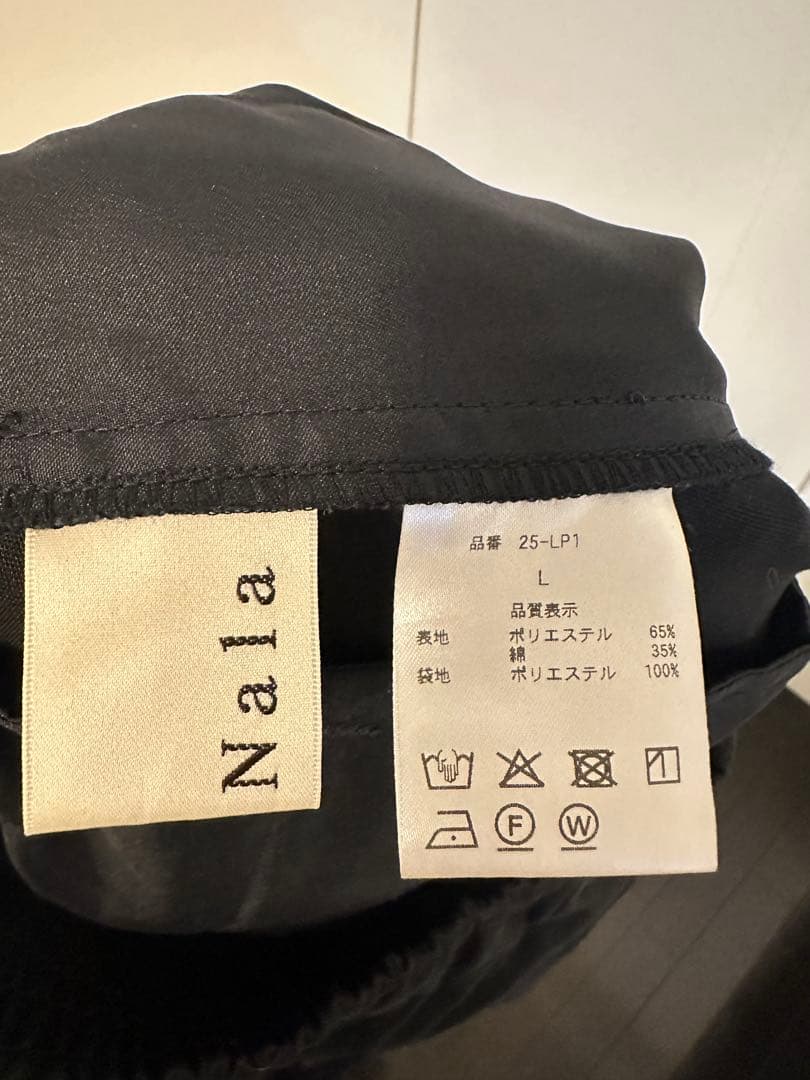 Nala
品番 25-LP1
L
品質表示
表地 ポリエステル 65%
綿 35%
袋地 ポリエステル 100%
F W